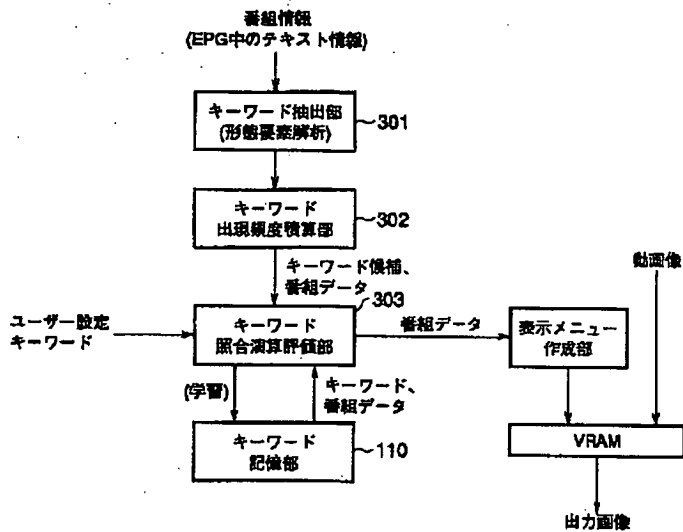 番組情報
(EPG中のテキスト情報)
キーワード抽出部
(形態要素解析)
301
キーワード
出現頻度積算部
302
キーワード候補、
番組データ
303
動画像
ユーザー設定
キーワード
キーワード
照合演算評価部
番組データ
表示メニュー
作成部
(学習)
キーワード、
番組データ
キーワード
記憶部
110
VRAM
出力画像